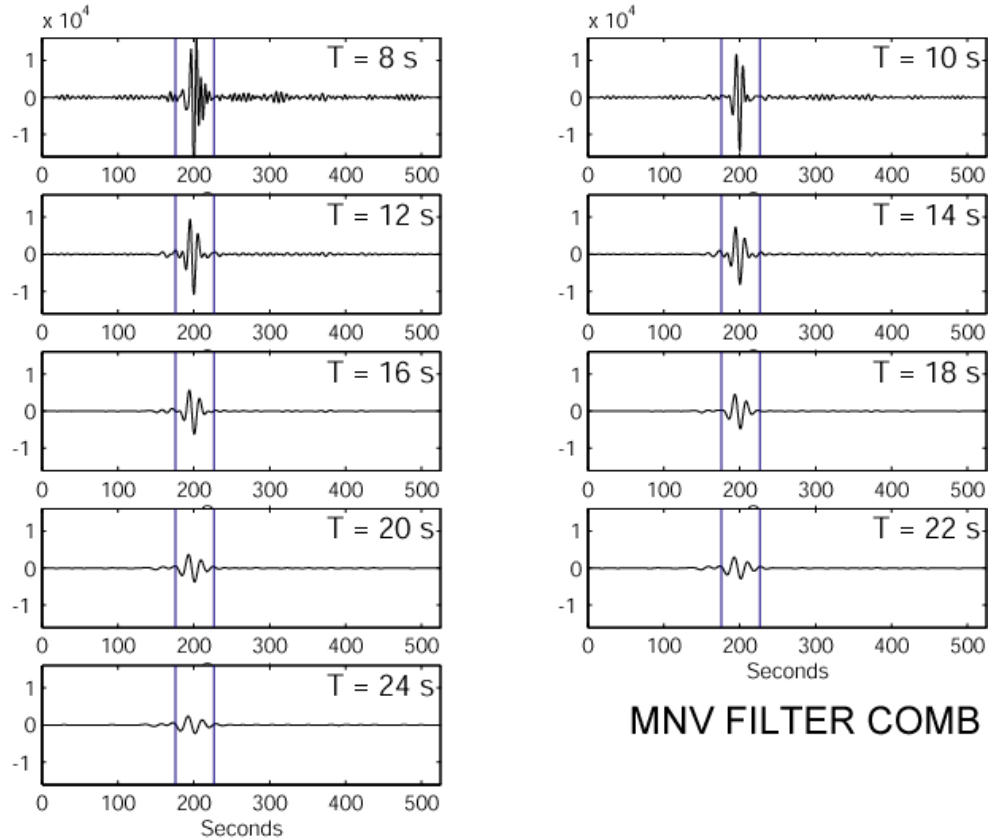 x 10⁴
x 10⁴
1
0
-1
T = 8 s
0 100 200 300 400 500
1
0
-1
T = 10 s
0 100 200 300 400 500
1
0
-1
T = 12 s
0 100 200 300 400 500
1
0
-1
T = 14 s
0 100 200 300 400 500
1
0
-1
T = 16 s
0 100 200 300 400 500
1
0
-1
T = 18 s
0 100 200 300 400 500
1
0
-1
T = 20 s
0 100 200 300 400 500
1
0
-1
T = 22 s
0 100 200 300 400 500
Seconds
1
0
-1
T = 24 s
0 100 200 300 400 500
Seconds
MNV FILTER COMB